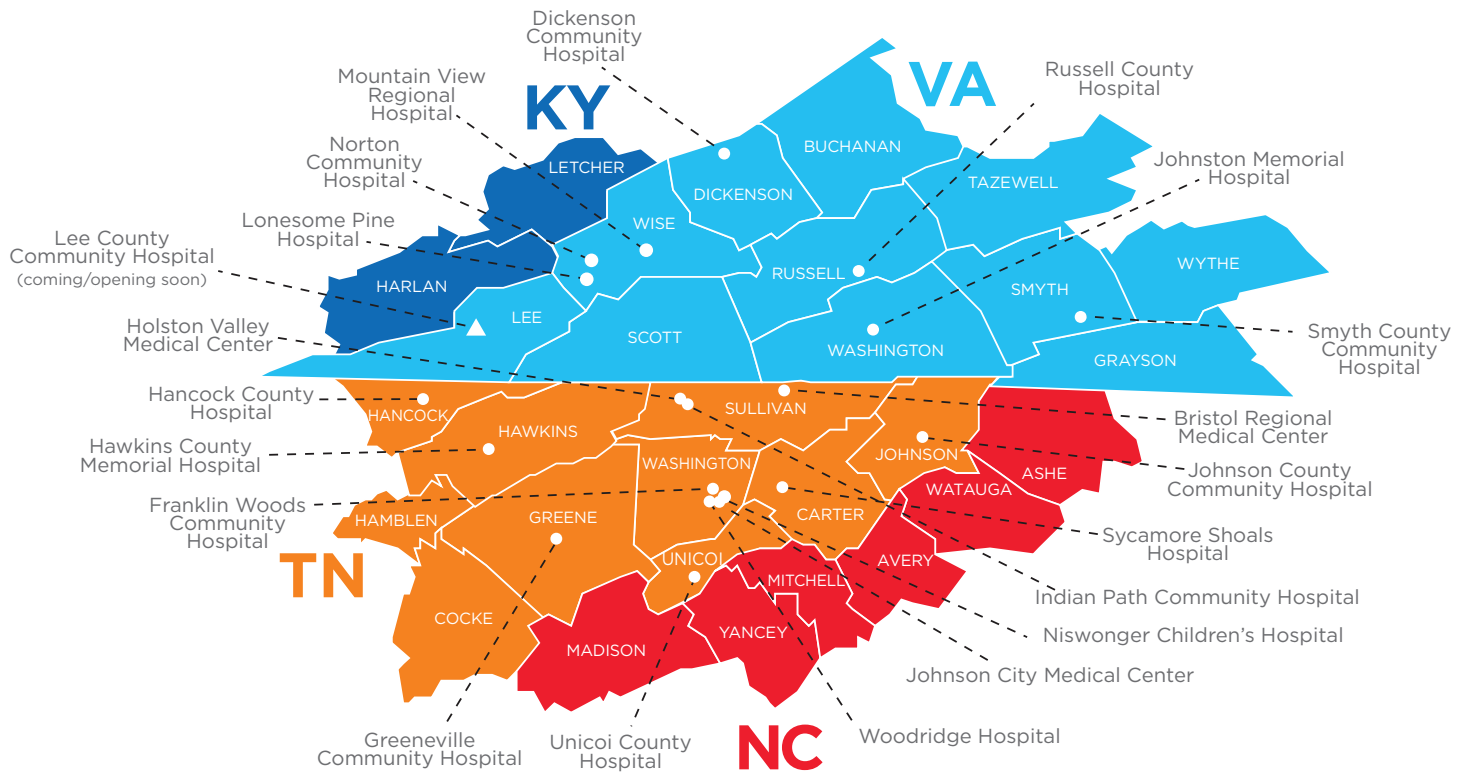 Dickenson
Community
Hospital
Mountain View
Regional
Hospital
KY
VA
Russell County
Hospital
Norton
Community
Hospital
Johnston Memorial
Hospital
Lonesome Pine
Hospital
Lee County
Community Hospital
(coming/opening soon)
Holston Valley
Medical Center
Hancock County
Hospital
Hawkins County
Memorial Hospital
Franklin Woods
Community
Hospital
TN
LETCHER
HARLAN
BUCHANAN
DICKENSON
TAZEWELL
WISE
RUSSELL
WYTHE
SMYTH
LEE
SCOTT
WASHINGTON
GRAYSON
HANCOCK
HAWKINS
SULLIVAN
JOHNSON
WASHINGTON
HAMBLEN
GREENE
CARTER
UNICOI
COCKE
ASHE
WATAUGA
AVERY
MITCHELL
YANCEY
MADISON
Smyth County
Community
Hospital
Bristol Regional
Medical Center
Johnson County
Community Hospital
Sycamore Shoals
Hospital
Indian Path Community Hospital
Niswonger Children's Hospital
Johnson City Medical Center
Woodridge Hospital
NC
Unicoi County
Hospital
Greeneville
Community Hospital